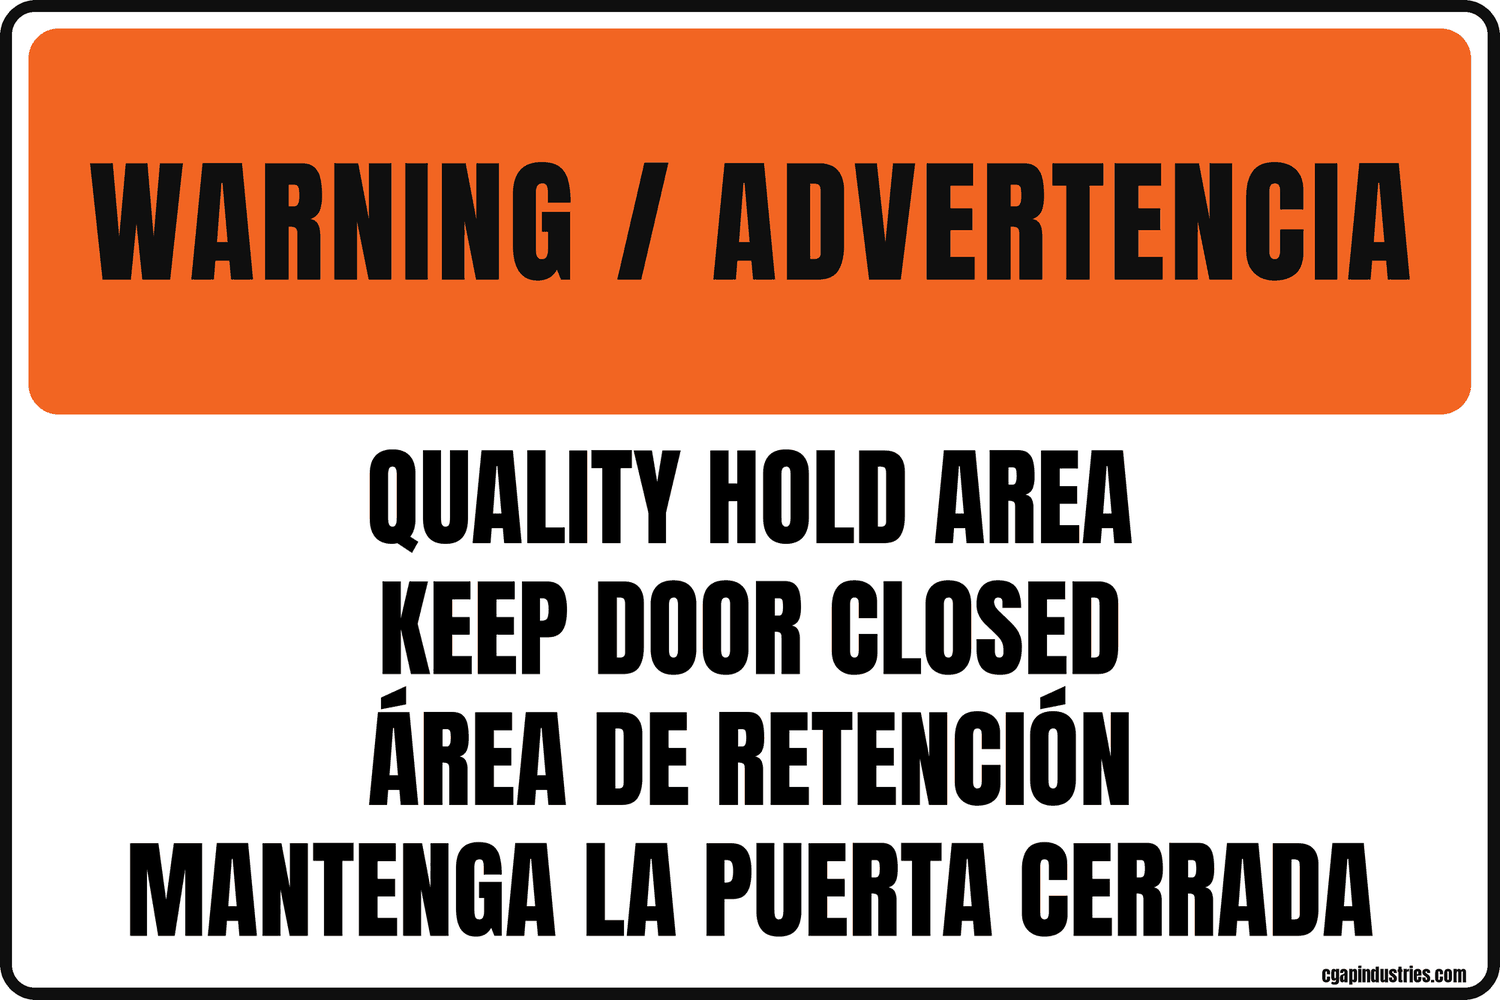 WARNING / ADVERTENCIA
QUALITY HOLD AREA
KEEP DOOR CLOSED
ÁREA DE RETENCIÓN
MANTENGA LA PUERTA CERRADA
cgapindustries.com